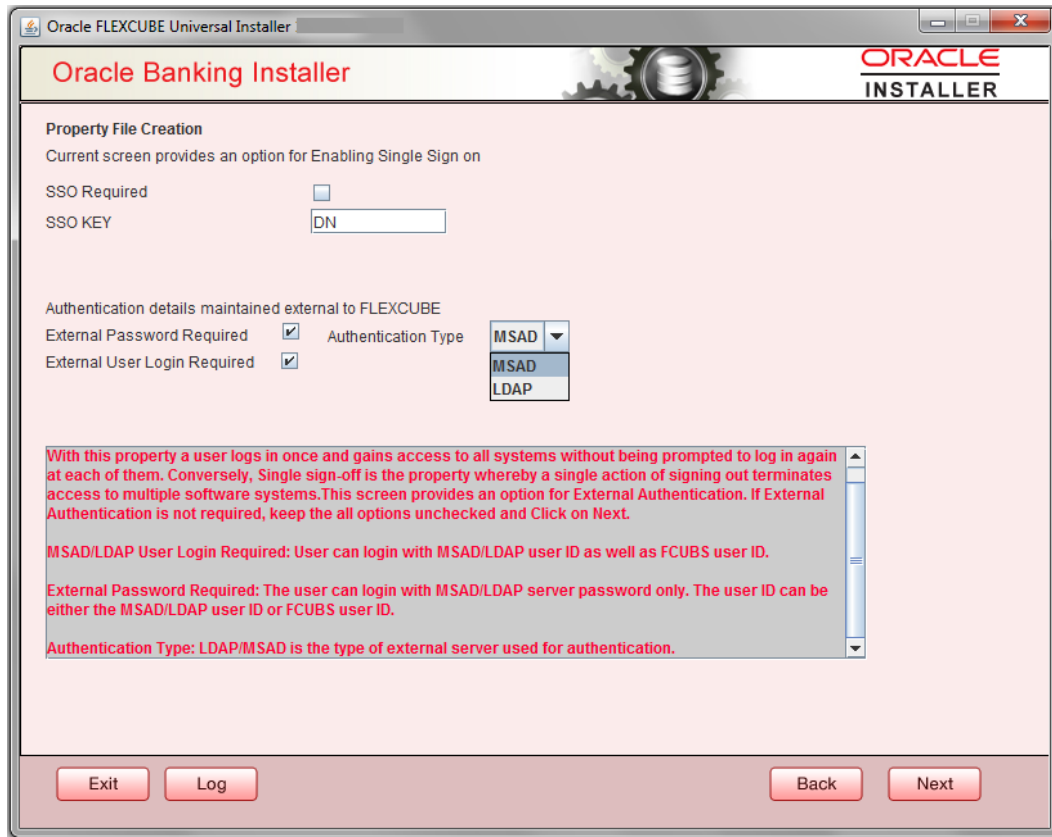 Oracle FLEXCUBE Universal Installer
Oracle Banking Installer
ORACLE
INSTALLER
Property File Creation
Current screen provides an option for Enabling Single Sign on
SSO Required
SSO KEY DN
Authentication details maintained external to FLEXCUBE
External Password Required Authentication Type MSAD
External User Login Required MSAD
LDAP
With this property a user logs in once and gains access to all systems without being prompted to log in again
at each of them. Conversely, Single sign-off is the property whereby a single action of signing out terminates
access to multiple software systems.This screen provides an option for External Authentication. If External
Authentication is not required, keep the all options unchecked and Click on Next.
MSAD/LDAP User Login Required: User can login with MSAD/LDAP user ID as well as FCUBS user ID.
External Password Required: The user can login with MSAD/LDAP server password only. The user ID can be
either the MSAD/LDAP user ID or FCUBS user ID.
Authentication Type: LDAP/MSAD is the type of external server used for authentication.
Exit Log Back Next